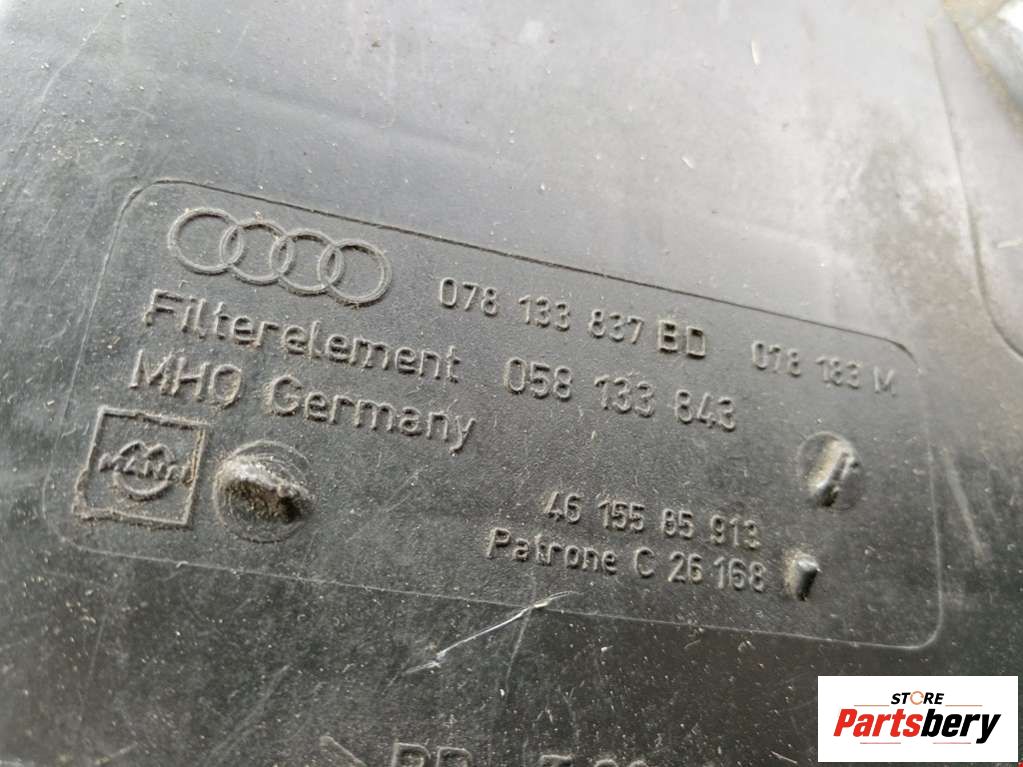 078 133 837 BD 078 183 M
Filterelement 058 133 843
MHO Germany
MANN
46 155 85 913
Patrone C 26 168
STORE
Partsbery